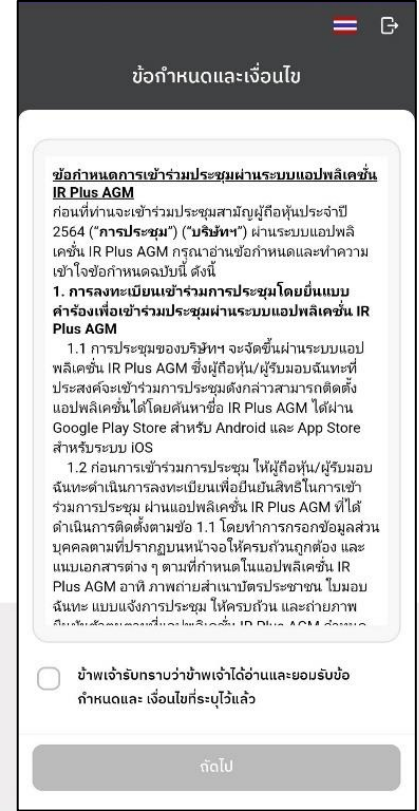 ข้อกำหนดและเงื่อนไข
ข้อกำหนดการเข้าร่วมประชุมผ่านระบบแอปพลิเคชั่น
IR Plus AGM
ก่อนที่ท่านจะเข้าร่วมประชุมสามัญผู้ถือหุ้นประจำปี
2564 ("การประชุม") ("บริษัทฯ") ผ่านระบบแอปพลิ
เคชั่น IR Plus AGM กรุณาอ่านข้อกำหนดและทำความ
เข้าใจข้อกำหนดฉบับนี้ ดังนี้
1. การลงทะเบียนเข้าร่วมการประชุมโดยยื่นแบบ
คำร้องเพื่อเข้าร่วมประชุมผ่านระบบแอปพลิเคชั่น IR
Plus AGM
1.1 การประชุมของบริษัทฯ จะจัดขึ้นผ่านระบบแอป
พลิเคชั่น IR Plus AGM ซึ่งผู้ถือหุ้น/ผู้รับมอบฉันทะที่
ประสงค์จะเข้าร่วมการประชุมดังกล่าวสามารถติดตั้ง
แอปพลิเคชั่นได้โดยค้นหาชื่อ IR Plus AGM ได้ผ่าน
Google Play Store สำหรับ Android และ App Store
สำหรับระบบ iOS
1.2 ก่อนการเข้าร่วมการประชุม ให้ผู้ถือหุ้น/ผู้รับมอบ
ฉันทะดำเนินการลงทะเบียนเพื่อยืนยันสิทธิในการเข้า
ร่วมการประชุม ผ่านแอปพลิเคชั่น IR Plus AGM ที่ได้
ดำเนินการติดตั้งตามข้อ 1.1 โดยทำการกรอกข้อมูลส่วน
บุคคลตามที่ปรากฏบนหน้าจอให้ครบถ้วนถูกต้อง และ
แนบเอกสารต่าง ๆ ตามที่กำหนดในแอปพลิเคชั่น IR
Plus AGM อาทิ ภาพถ่ายสำเนาบัตรประชาชน ใบมอบ
ฉันทะ แบบแจ้งการประชุม ให้ครบถ้วน และถ่ายภาพ
ข้าพเจ้ารับทราบว่าข้าพเจ้าได้อ่านและยอมรับข้อ
กำหนดและ เงื่อนไขที่ระบุไว้แล้ว
ถัดไป